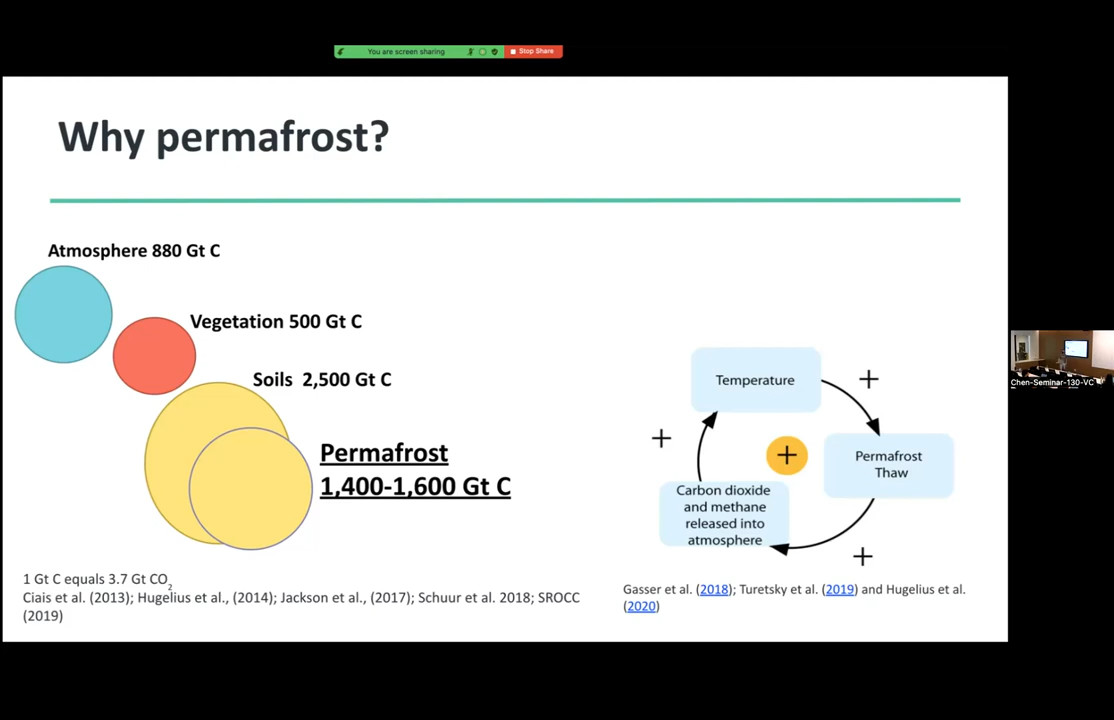 You are screen sharing
Stop Share
Why permafrost?
Atmosphere 880 Gt C
Vegetation 500 Gt C
Soils 2,500 Gt C
Permafrost
1,400-1,600 Gt C
1 Gt C equals 3.7 Gt CO2
Ciais et al. (2013); Hugelius et al., (2014); Jackson et al., (2017); Schuur et al. 2018; SROCC
(2019)
Temperature
+
Permafrost
Thaw
+
Carbon dioxide
and methane
released into
atmosphere
+
+
Gasser et al. (2018); Turetsky et al. (2019) and Hugelius et al.
(2020)
Chen-Seminar-130-VC